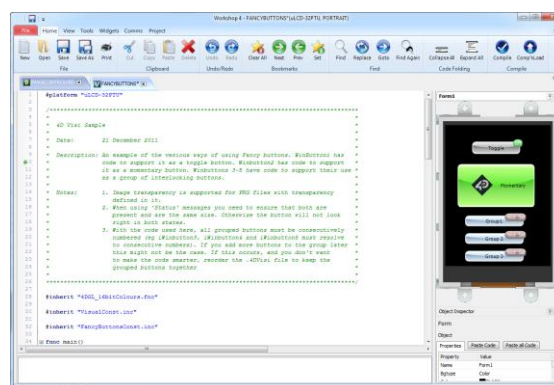 Workshop 4 - FANCYBUTTONS*(uLCD-32PTU, PORTRAIT)
File Home View Tools Widgets Comms Project
New Open Save Save As Print Cut Copy Paste Delete Undo Redo Clear All Next Prev Set Find Replace Goto Find Again Collapse All Expand All Compile Comp'nLoad
File Clipboard Undo/Redo Bookmarks Find Code Folding Compile
FANCYBUTTONS*
#platform "uLCD-32PTU"
4D Visi Sample
Date: 21 December 2011
Description: An example of the various ways of using Fancy buttons. WinButton1 has
code to support it as a toggle button. Winbutton2 has code to support
it as a momentary button. Winbuttons 3-5 have code to support their use
as a group of interlocking buttons.
Notes: 1. Image transparency is supported for PNG files with transparency
defined in it.
2. When using 'Status' messages you need to ensure that both are
present and are the same size. Otherwise the button will not look
right in both states.
3. With the code used here, all grouped buttons must be consecutively
numbered (eg iWinbutton3, iWinbutton4 and iWinbutton5 must resolve
to consecutive numbers). If you add more buttons to the group later
this might not be the case. If this occurs, and you don't want
to make the code smarter, reorder the .4DVisi file to keep the
grouped buttons together
#inherit "4DGL_16bitColours.fnc"
#inherit "VisualConst.inc"
#inherit "FancyButtonsConst.inc"
func main()
Form1
Toggle
4D
Momentary
Group 1
Group 2
Group 3
Object Inspector
Form
Object
Properties Paste Code Paste all Code
Property Value
Name Form1
Bgtype Color